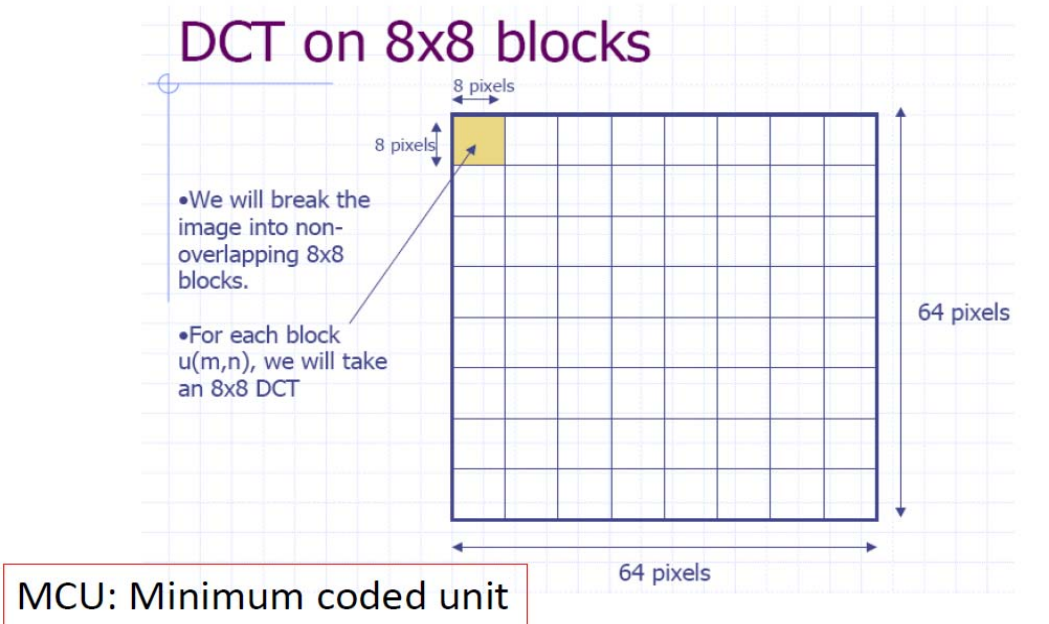 DCT on 8x8 blocks
8 pixels
8 pixels
•We will break the
image into non-
overlapping 8x8
blocks.
•For each block
u(m,n), we will take
an 8x8 DCT
64 pixels
64 pixels
MCU: Minimum coded unit